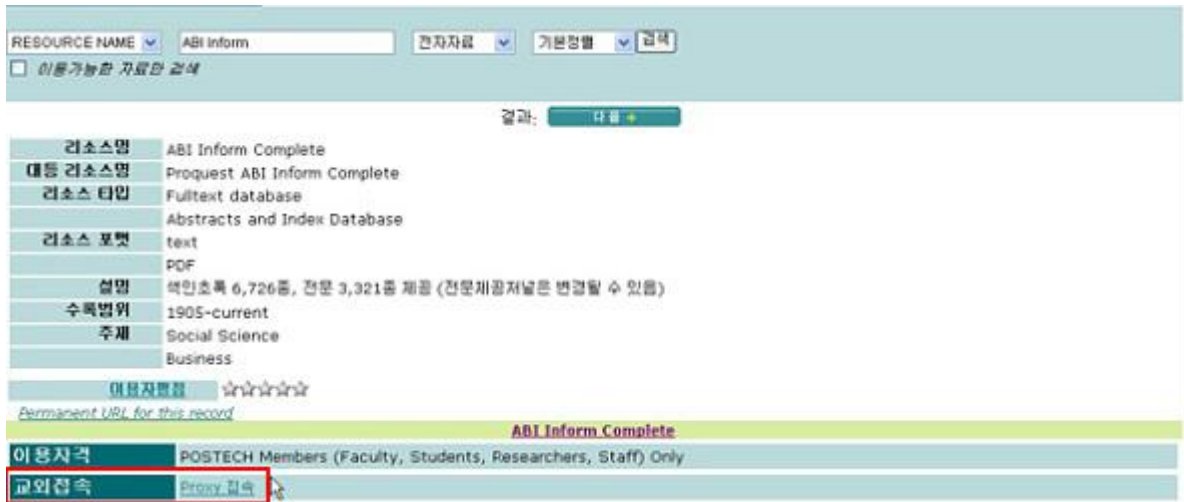 RESOURCE NAME ABI Inform 전자자료 기본정렬 검색
이용가능한 자료만 검색
결과: 다음
리소스명 ABI Inform Complete
대등 리소스명 Proquest ABI Inform Complete
리소스 타입 Fulltext database
Abstracts and Index Database
리소스 포맷 text
PDF
설명 색인초록 6,726종, 전문 3,321종 제공 (전문제공저널은 변경될 수 있음)
수록범위 1905-current
주제 Social Science
Business
이용자평점
Permanent URL for this record
ABI Inform Complete
이용자격 POSTECH Members (Faculty, Students, Researchers, Staff) Only
교외접속 Proxy 접속